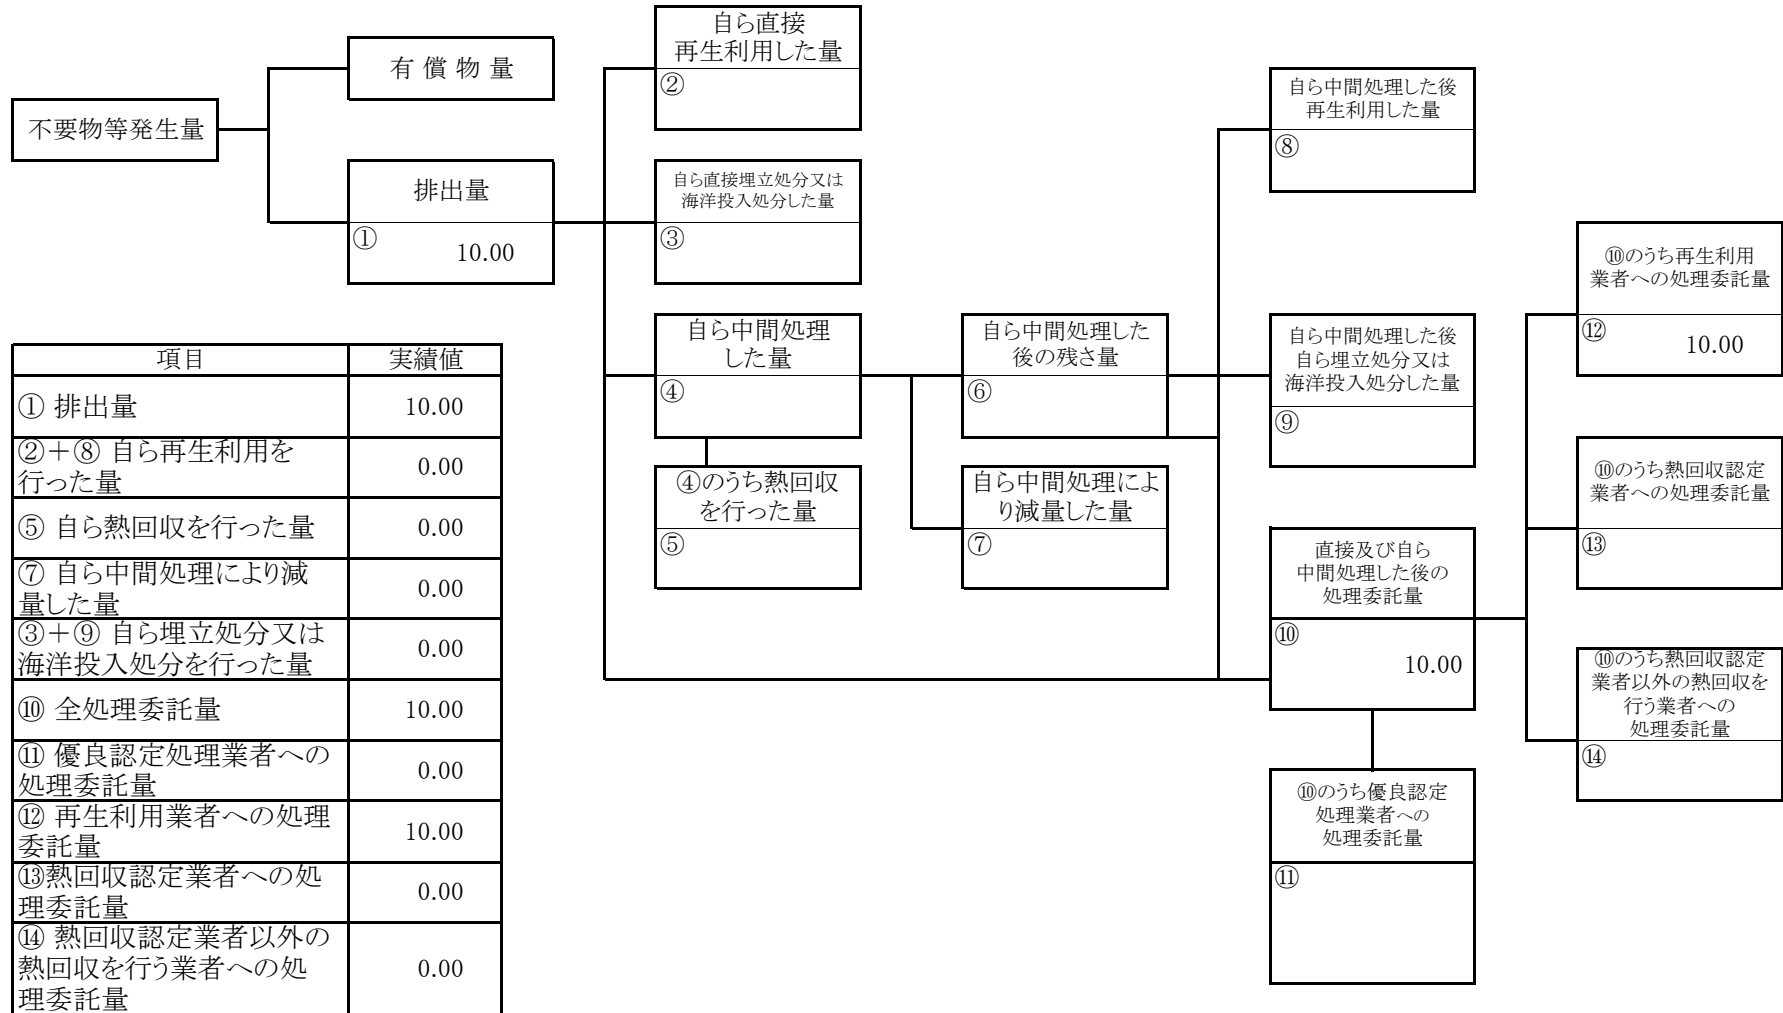 自ら直接
再生利用した量
②
有 償 物 量
不要物等発生量
自ら中間処理した後
再生利用した量
⑧
排出量
①
10.00
自ら直接埋立処分又は
海洋投入処分した量
③
⑩のうち再生利用
業者への処理委託量
⑫
10.00
自ら中間処理
した量
④
自ら中間処理した
後の残さ量
⑥
自ら中間処理した後
自ら埋立処分又は
海洋投入処分した量
⑨
④のうち熱回収
を行った量
⑤
自ら中間処理によ
り減量した量
⑦
⑩のうち熱回収認定
業者への処理委託量
⑬
直接及び自ら
中間処理した後の
処理委託量
⑩
10.00
⑩のうち熱回収認定
業者以外の熱回収を
行う業者への
処理委託量
⑭
⑩のうち優良認定
処理業者への
処理委託量
⑪
項目 実績値
① 排出量 10.00
②＋⑧ 自ら再生利用を
行った量 0.00
⑤ 自ら熱回収を行った量 0.00
⑦ 自ら中間処理により減
量した量 0.00
③＋⑨ 自ら埋立処分又は
海洋投入処分を行った量 0.00
⑩ 全処理委託量 10.00
⑪ 優良認定処理業者への
処理委託量 0.00
⑫ 再生利用業者への処理
委託量 10.00
⑬熱回収認定業者への処
理委託量 0.00
⑭ 熱回収認定業者以外の
熱回収を行う業者への処
理委託量 0.00